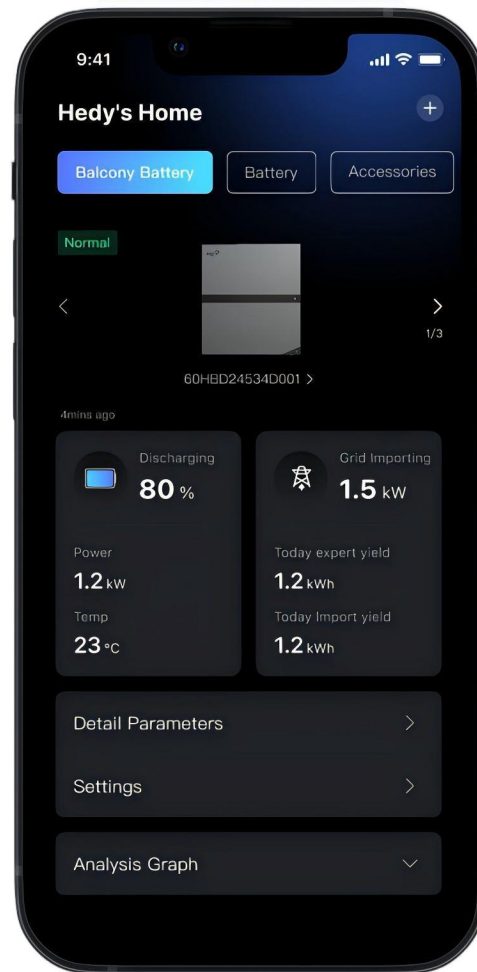 9:41
Hedy's Home
Balcony Battery
Battery
Accessories
Normal
1/3
60HBD24534D001 >
4mins ago
Discharging
80 %
Power
1.2 kW
Temp
23 °C
Grid Importing
1.5 kW
Today expert yield
1.2 kWh
Today Import yield
1.2 kWh
Detail Parameters
Settings
Analysis Graph